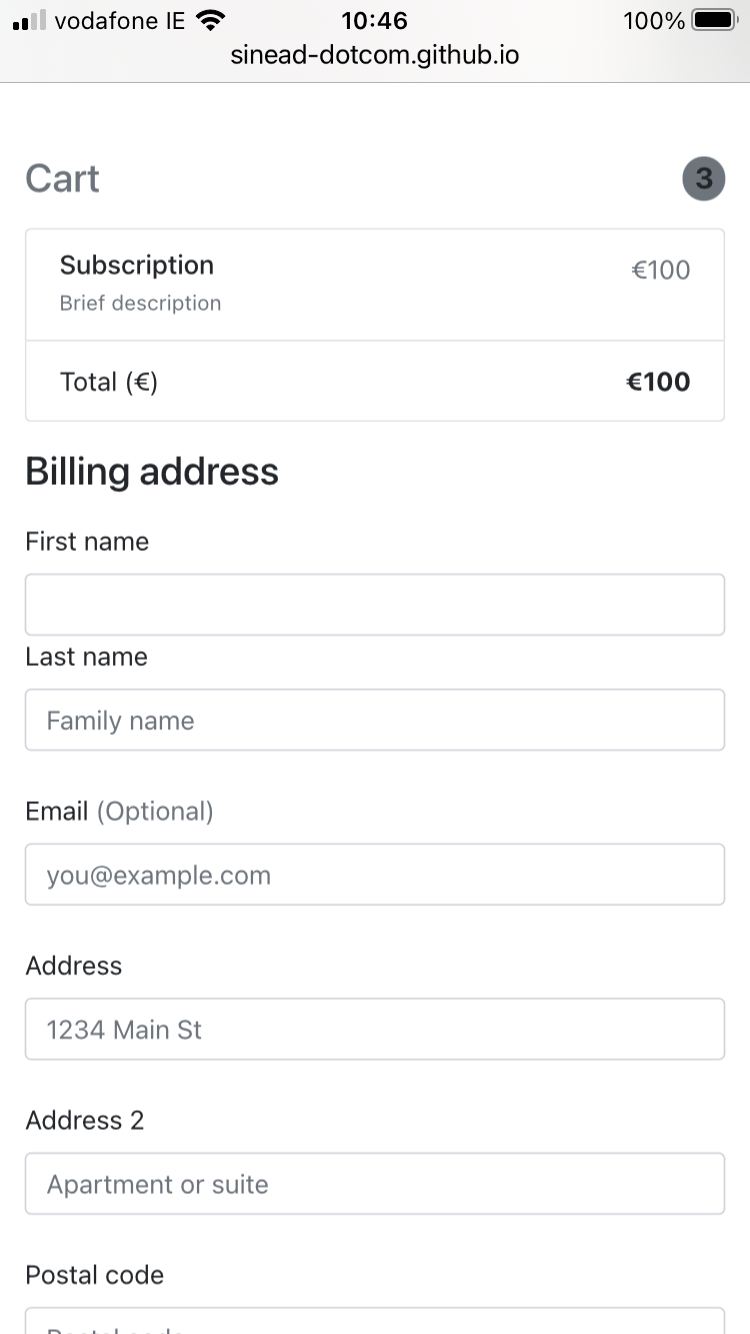 vodafone IE 10:46 100%
sinead-dotcom.github.io
Cart 3
Subscription €100
Brief description
Total (€) €100
Billing address
First name
Last name
Family name
Email (Optional)
you@example.com
Address
1234 Main St
Address 2
Apartment or suite
Postal code
Postal code